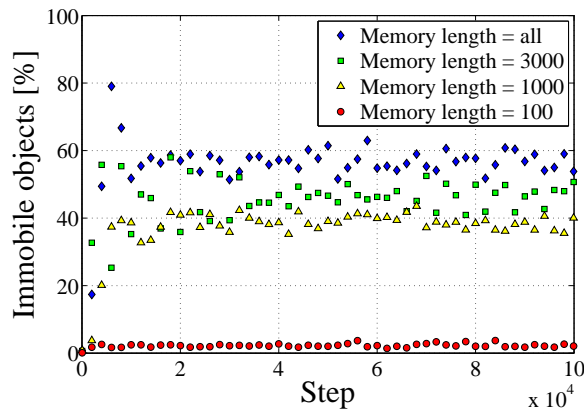 100
80
60
40
20
0
Immobile objects [%]
Memory length = all
Memory length = 3000
Memory length = 1000
Memory length = 100
0 2 4 6 8 10
Step
x 10^4